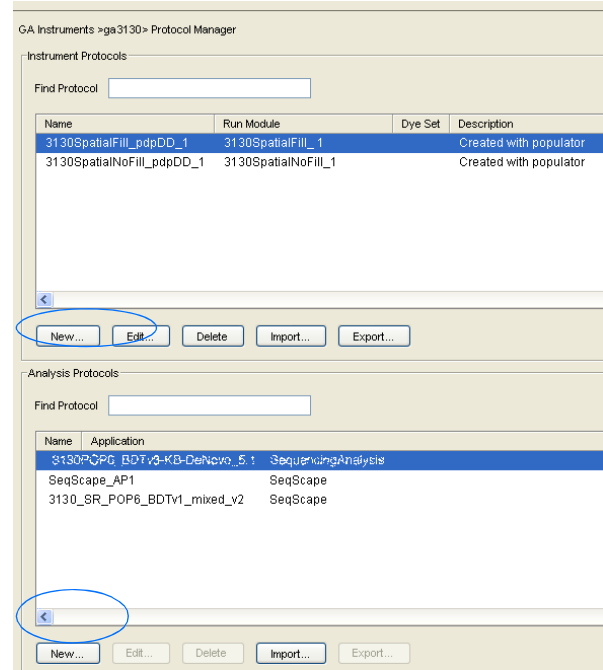 GA Instruments >ga3130> Protocol Manager
Instrument Protocols
Find Protocol
Name Run Module Dye Set Description
3130SpatialFill_pdpDD_1 3130SpatialFill_1 Created with populator
3130SpatialNoFill_pdpDD_1 3130SpatialNoFill_1 Created with populator
New... Edit... Delete Import... Export...
Analysis Protocols
Find Protocol
Name Application
3130POP6_BDTv3-KB-DeNovo_5.1 SequencingAnalysis
SeqScape_AP1 SeqScape
3130_SR_POP6_BDTv1_mixed_v2 SeqScape
New... Edit... Delete Import... Export...